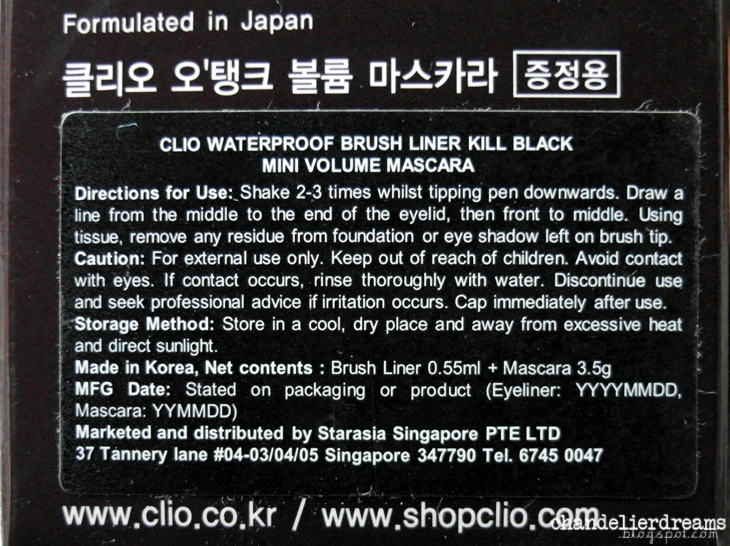 Formulated in Japan
클리오 오'탱크 볼륨 마스카라 증정용
CLIO WATERPROOF BRUSH LINER KILL BLACK
MINI VOLUME MASCARA
Directions for Use: Shake 2-3 times whilst tipping pen downwards. Draw a
line from the middle to the end of the eyelid, then front to middle. Using
tissue, remove any residue from foundation or eye shadow left on brush tip.
Caution: For external use only. Keep out of reach of children. Avoid contact
with eyes. If contact occurs, rinse thoroughly with water. Discontinue use
and seek professional advice if irritation occurs. Cap immediately after use.
Storage Method: Store in a cool, dry place and away from excessive heat
and direct sunlight.
Made in Korea, Net contents : Brush Liner 0.55ml + Mascara 3.5g
MFG Date: Stated on packaging or product (Eyeliner: YYYYMMDD,
Mascara: YYMMDD)
Marketed and distributed by Starasia Singapore PTE LTD
37 Tannery lane #04-03/04/05 Singapore 347790 Tel. 6745 0047
www.clio.co.kr / www.shopclio.com
chandelierdreams
.blogspot.com